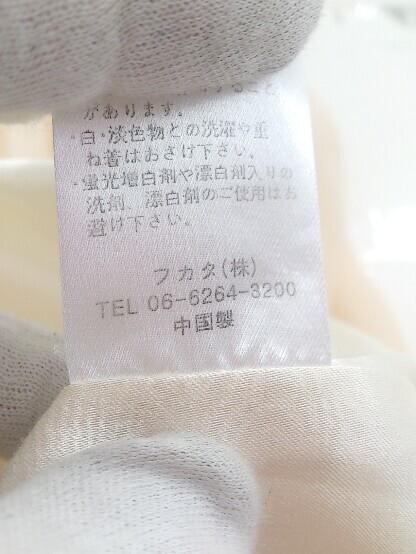 があります。
・白・淡色物との洗濯や重
ね着はおさけ下さい。
・蛍光増白剤や漂白剤入りの
洗剤、漂白剤のご使用はお
避け下さい。
フカタ(株)
TEL 06-6264-3200
中国製